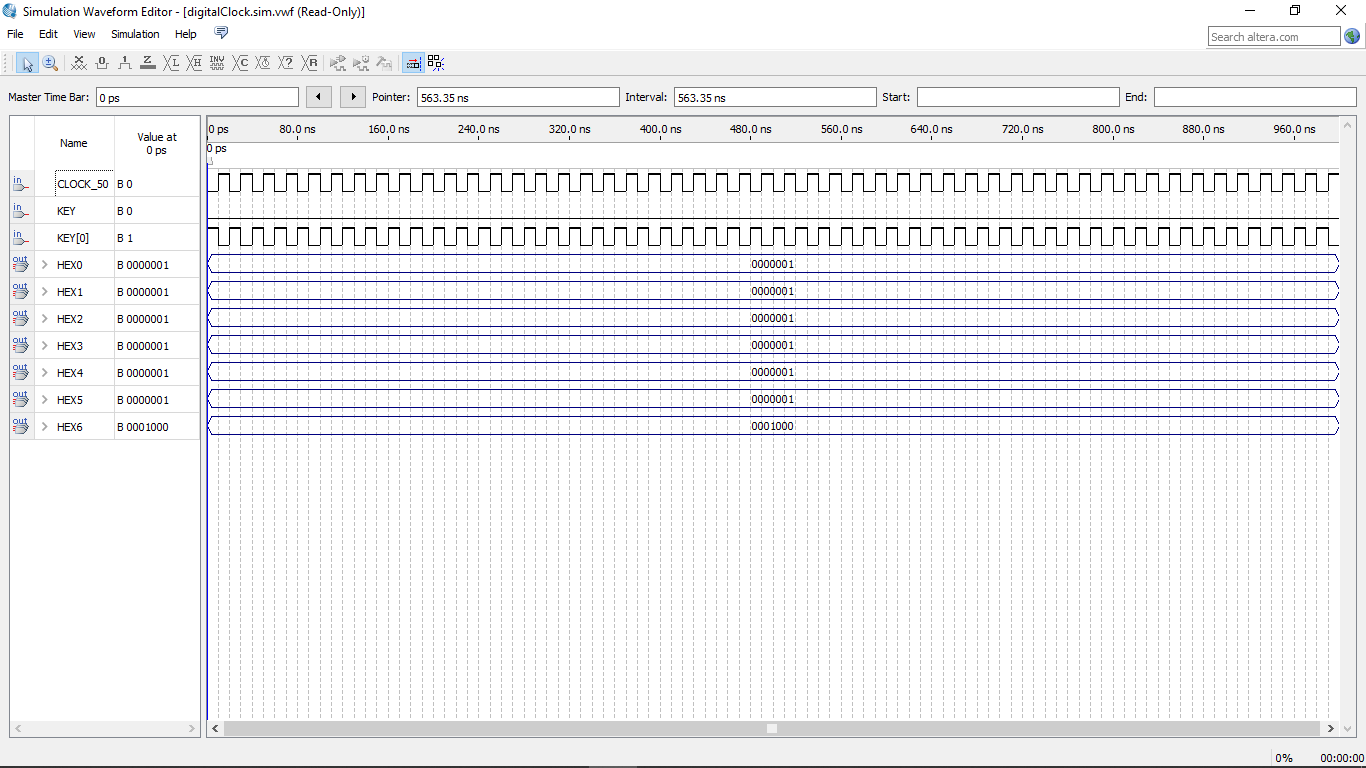 Simulation Waveform Editor - [digitalClock.sim.vwf (Read-Only)]
File Edit View Simulation Help
Search altera.com
Master Time Bar: 0 ps Pointer: 563.35 ns Interval: 563.35 ns Start: End:
Name Value at 0 ps
0 ps 80.0 ns 160.0 ns 240.0 ns 320.0 ns 400.0 ns 480.0 ns 560.0 ns 640.0 ns 720.0 ns 800.0 ns 880.0 ns 960.0 ns
0 ps
in CLOCK_50 B 0
in KEY B 0
in KEY[0] B 1
out HEX0 B 0000001 0000001
out HEX1 B 0000001 0000001
out HEX2 B 0000001 0000001
out HEX3 B 0000001 0000001
out HEX4 B 0000001 0000001
out HEX5 B 0000001 0000001
out HEX6 B 0001000 0001000
0% 00:00:00